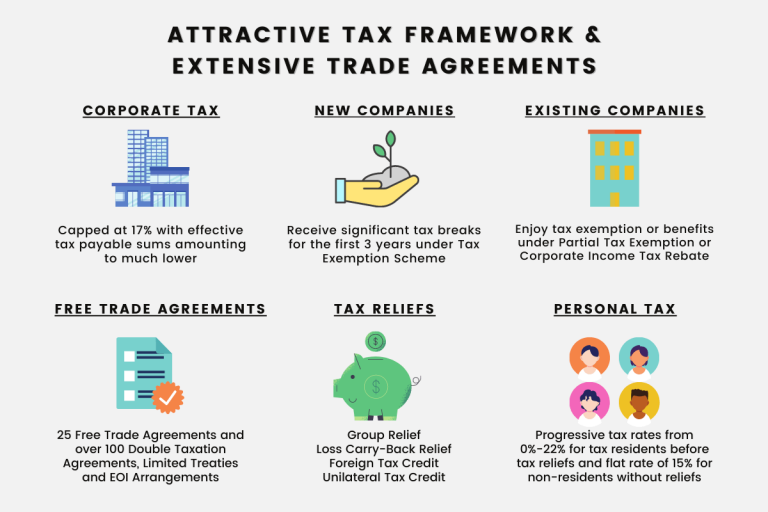 ATTRACTIVE TAX FRAMEWORK &
EXTENSIVE TRADE AGREEMENTS
CORPORATE TAX
Capped at 17% with effective
tax payable sums amounting
to much lower
NEW COMPANIES
Receive significant tax breaks
for the first 3 years under Tax
Exemption Scheme
EXISTING COMPANIES
Enjoy tax exemption or benefits
under Partial Tax Exemption or
Corporate Income Tax Rebate
FREE TRADE AGREEMENTS
25 Free Trade Agreements and
over 100 Double Taxation
Agreements, Limited Treaties
and EOI Arrangements
TAX RELIEFS
$
$
Group Relief
Loss Carry-Back Relief
Foreign Tax Credit
Unilateral Tax Credit
PERSONAL TAX
Progressive tax rates from
0%-22% for tax residents before
tax reliefs and flat rate of 15% for
non-residents without reliefs